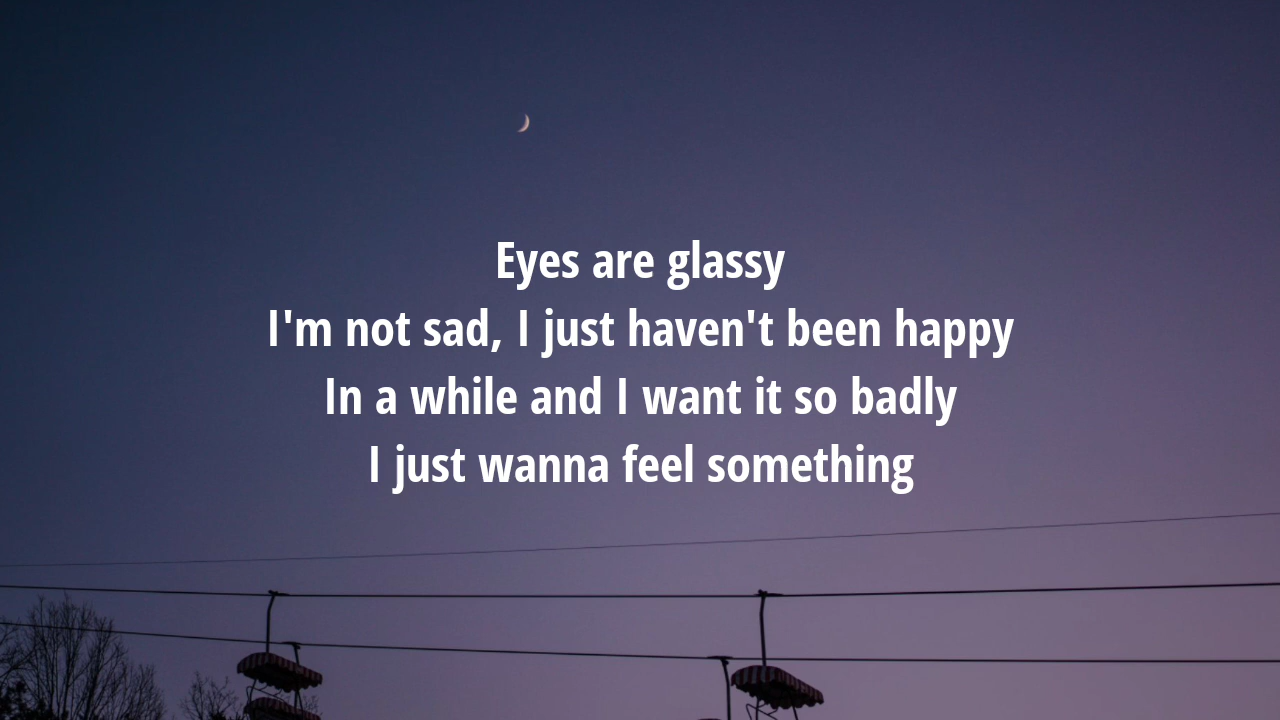 Eyes are glassy
I'm not sad, I just haven't been happy
In a while and I want it so badly
I just wanna feel something